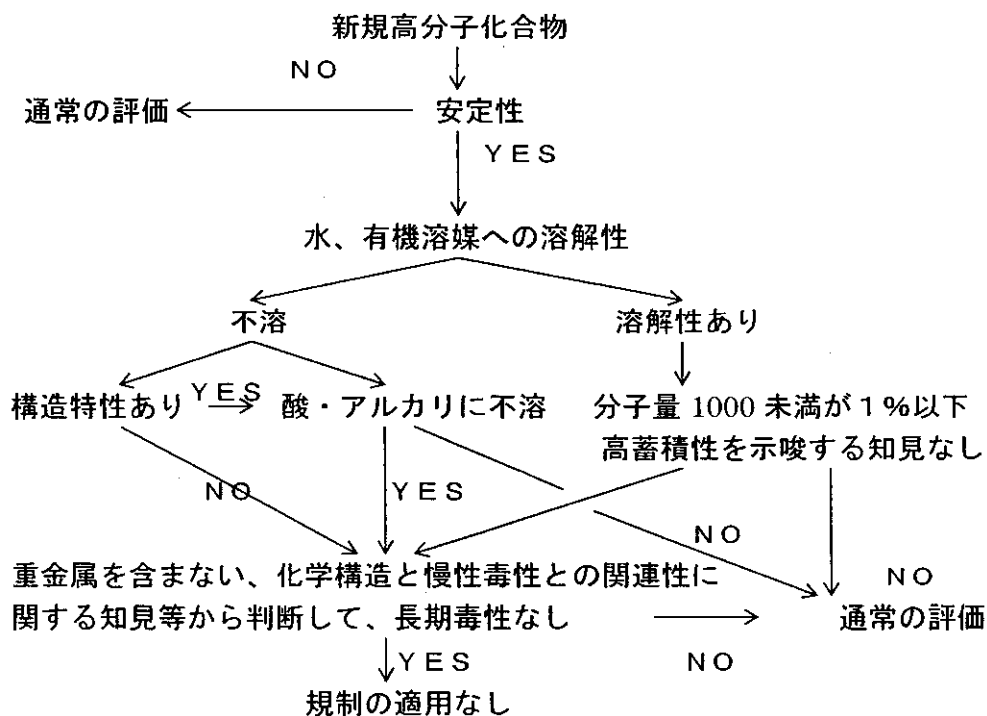 新規高分子化合物
NO
通常の評価
安定性
YES
水、有機溶媒への溶解性
不溶
溶解性あり
構造特性あり
YES
酸・アルカリに不溶
分子量 1000 未満が1%以下
高蓄積性を示唆する知見なし
NO
YES
NO
重金属を含まない、化学構造と慢性毒性との関連性に
関する知見等から判断して、長期毒性なし
NO
通常の評価
YES
NO
規制の適用なし